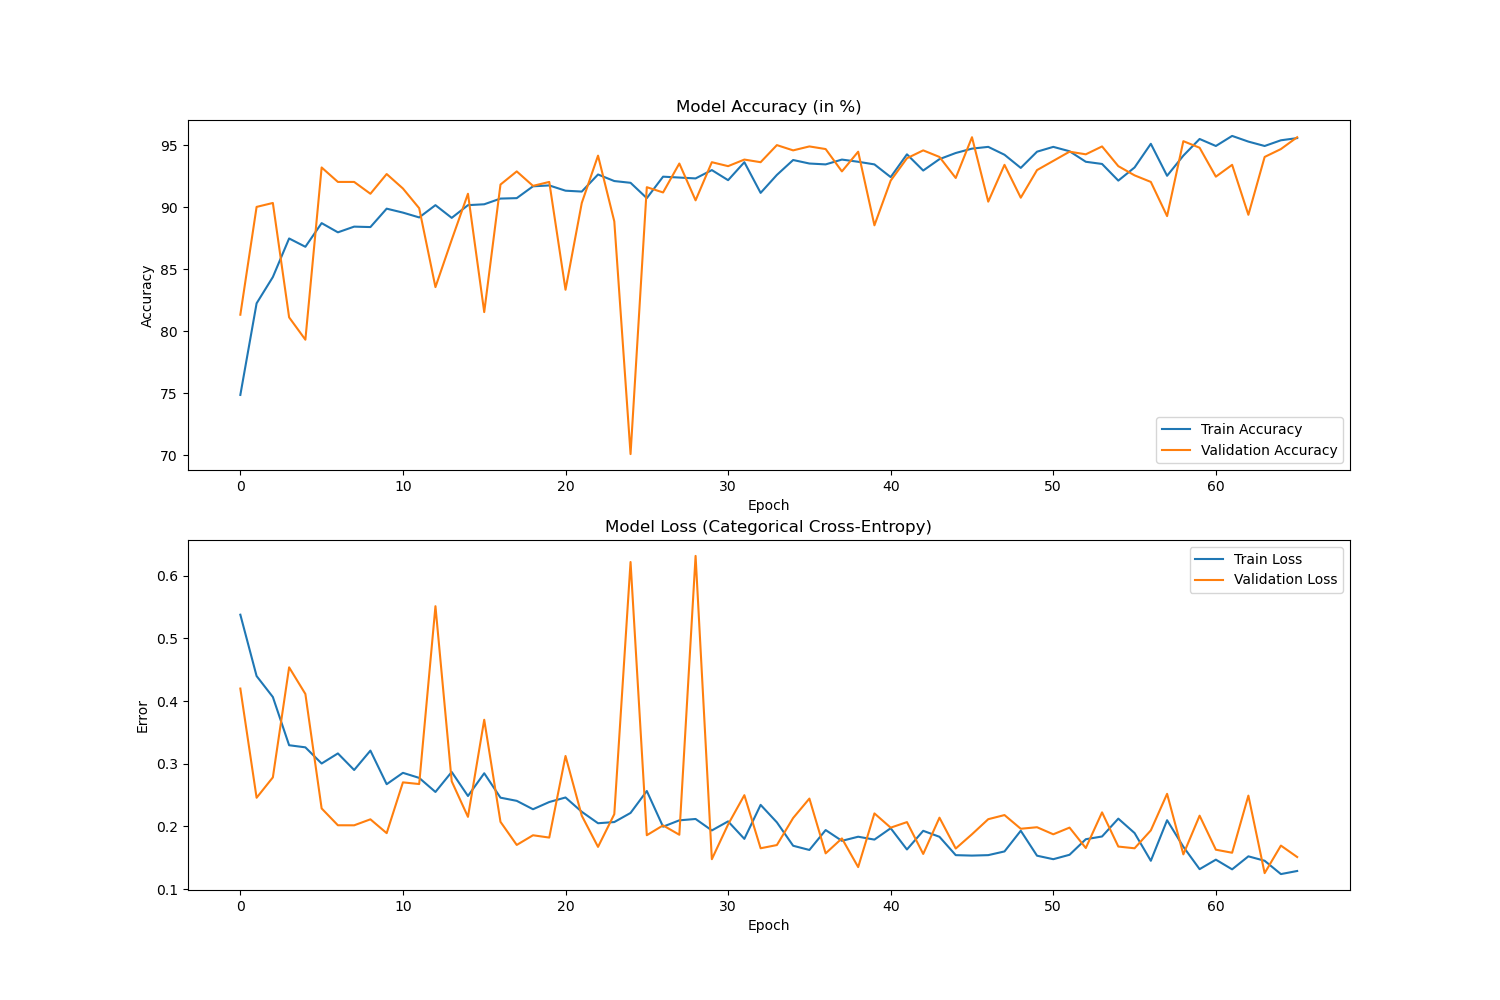 Model Accuracy (in %)
95
90
85
80
75
70
Accuracy
Train Accuracy
Validation Accuracy
0 10 20 30 40 50 60
Epoch
Model Loss (Categorical Cross-Entropy)
0.6
0.5
0.4
0.3
0.2
0.1
Error
Train Loss
Validation Loss
0 10 20 30 40 50 60
Epoch